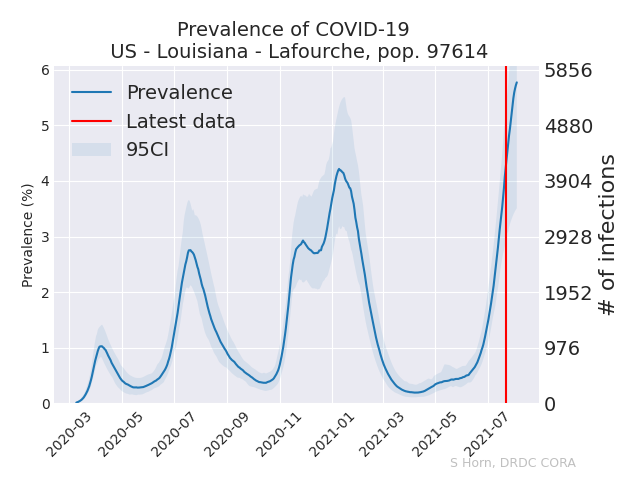 Prevalence of COVID-19
US - Louisiana - Lafourche, pop. 97614
Prevalence
Latest data
95CI
Prevalence (%)
6
5
4
3
2
1
0
5856
4880
3904
2928
1952
976
0
# of infections
2020-03
2020-05
2020-07
2020-09
2020-11
2021-01
2021-03
2021-05
2021-07
S Horn, DRDC CORA